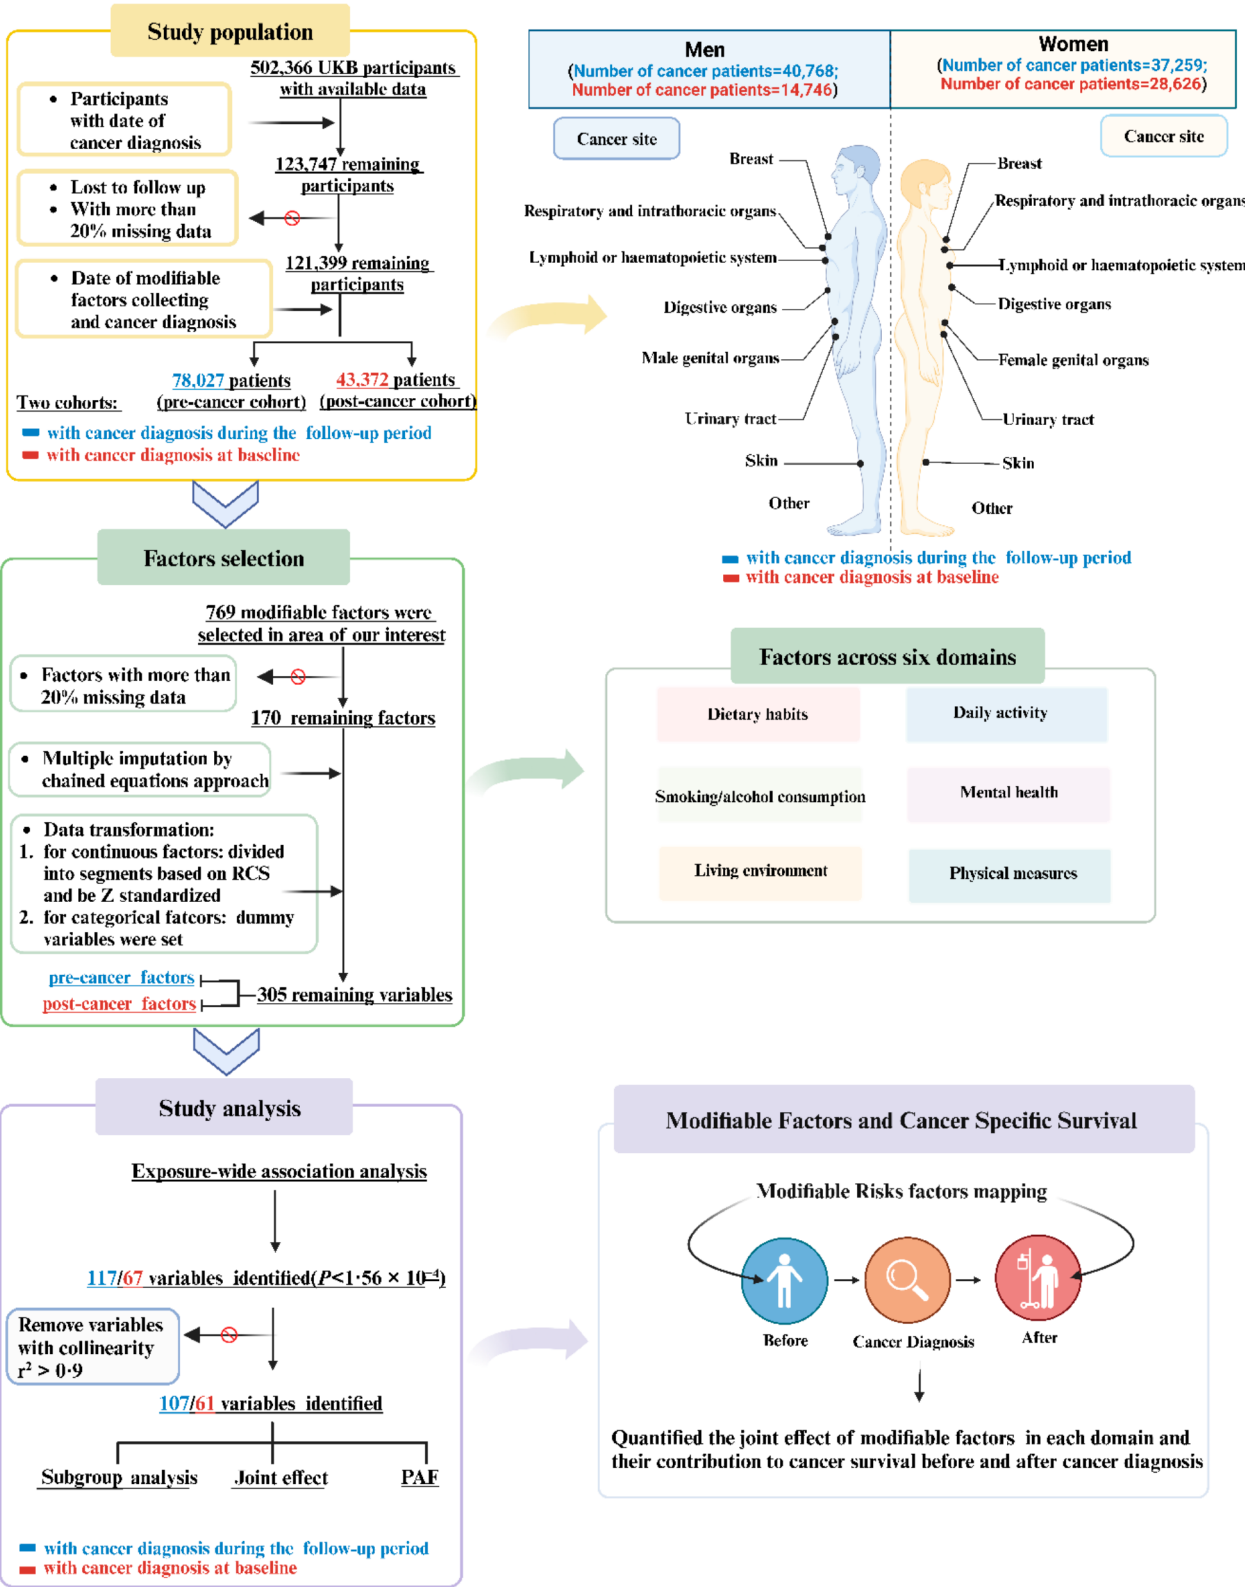 Study population
502,366 UKB participants
with available data
• Participants
with date of
cancer diagnosis
123,747 remaining
participants
• Lost to follow up
• With more than
20% missing data
121,399 remaining
participants
• Date of modifiable
factors collecting
and cancer diagnosis
78,027 patients
(pre-cancer cohort)
43,372 patients
(post-cancer cohort)
Two cohorts:
with cancer diagnosis during the follow-up period
with cancer diagnosis at baseline
Men
(Number of cancer patients=40,768;
Number of cancer patients=14,746)
Women
(Number of cancer patients=37,259;
Number of cancer patients=28,626)
Cancer site
Breast
Respiratory and intrathoracic organs
Lymphoid or haematopoietic system
Digestive organs
Male genital organs
Urinary tract
Skin
Other
Cancer site
Breast
Respiratory and intrathoracic organs
Lymphoid or haematopoietic system
Digestive organs
Female genital organs
Urinary tract
Skin
Other
with cancer diagnosis during the follow-up period
with cancer diagnosis at baseline
Factors selection
769 modifiable factors were
selected in area of our interest
• Factors with more than
20% missing data
170 remaining factors
• Multiple imputation by
chained equations approach
• Data transformation:
1. for continuous factors: divided
into segments based on RCS
and be Z standardized
2. for categorical fatcors: dummy
variables were set
pre-cancer factors
post-cancer factors
305 remaining variables
Factors across six domains
Dietary habits
Daily activity
Smoking/alcohol consumption
Mental health
Living environment
Physical measures
Study analysis
Exposure-wide association analysis
117/67 variables identified(P<1·56 × 10⁻⁴)
Remove variables
with collinearity
r² > 0·9
107/61 variables identified
Subgroup analysis
Joint effect
PAF
with cancer diagnosis during the follow-up period
with cancer diagnosis at baseline
Modifiable Factors and Cancer Specific Survival
Modifiable Risks factors mapping
Before
Cancer Diagnosis
After
Quantified the joint effect of modifiable factors in each domain and
their contribution to cancer survival before and after cancer diagnosis